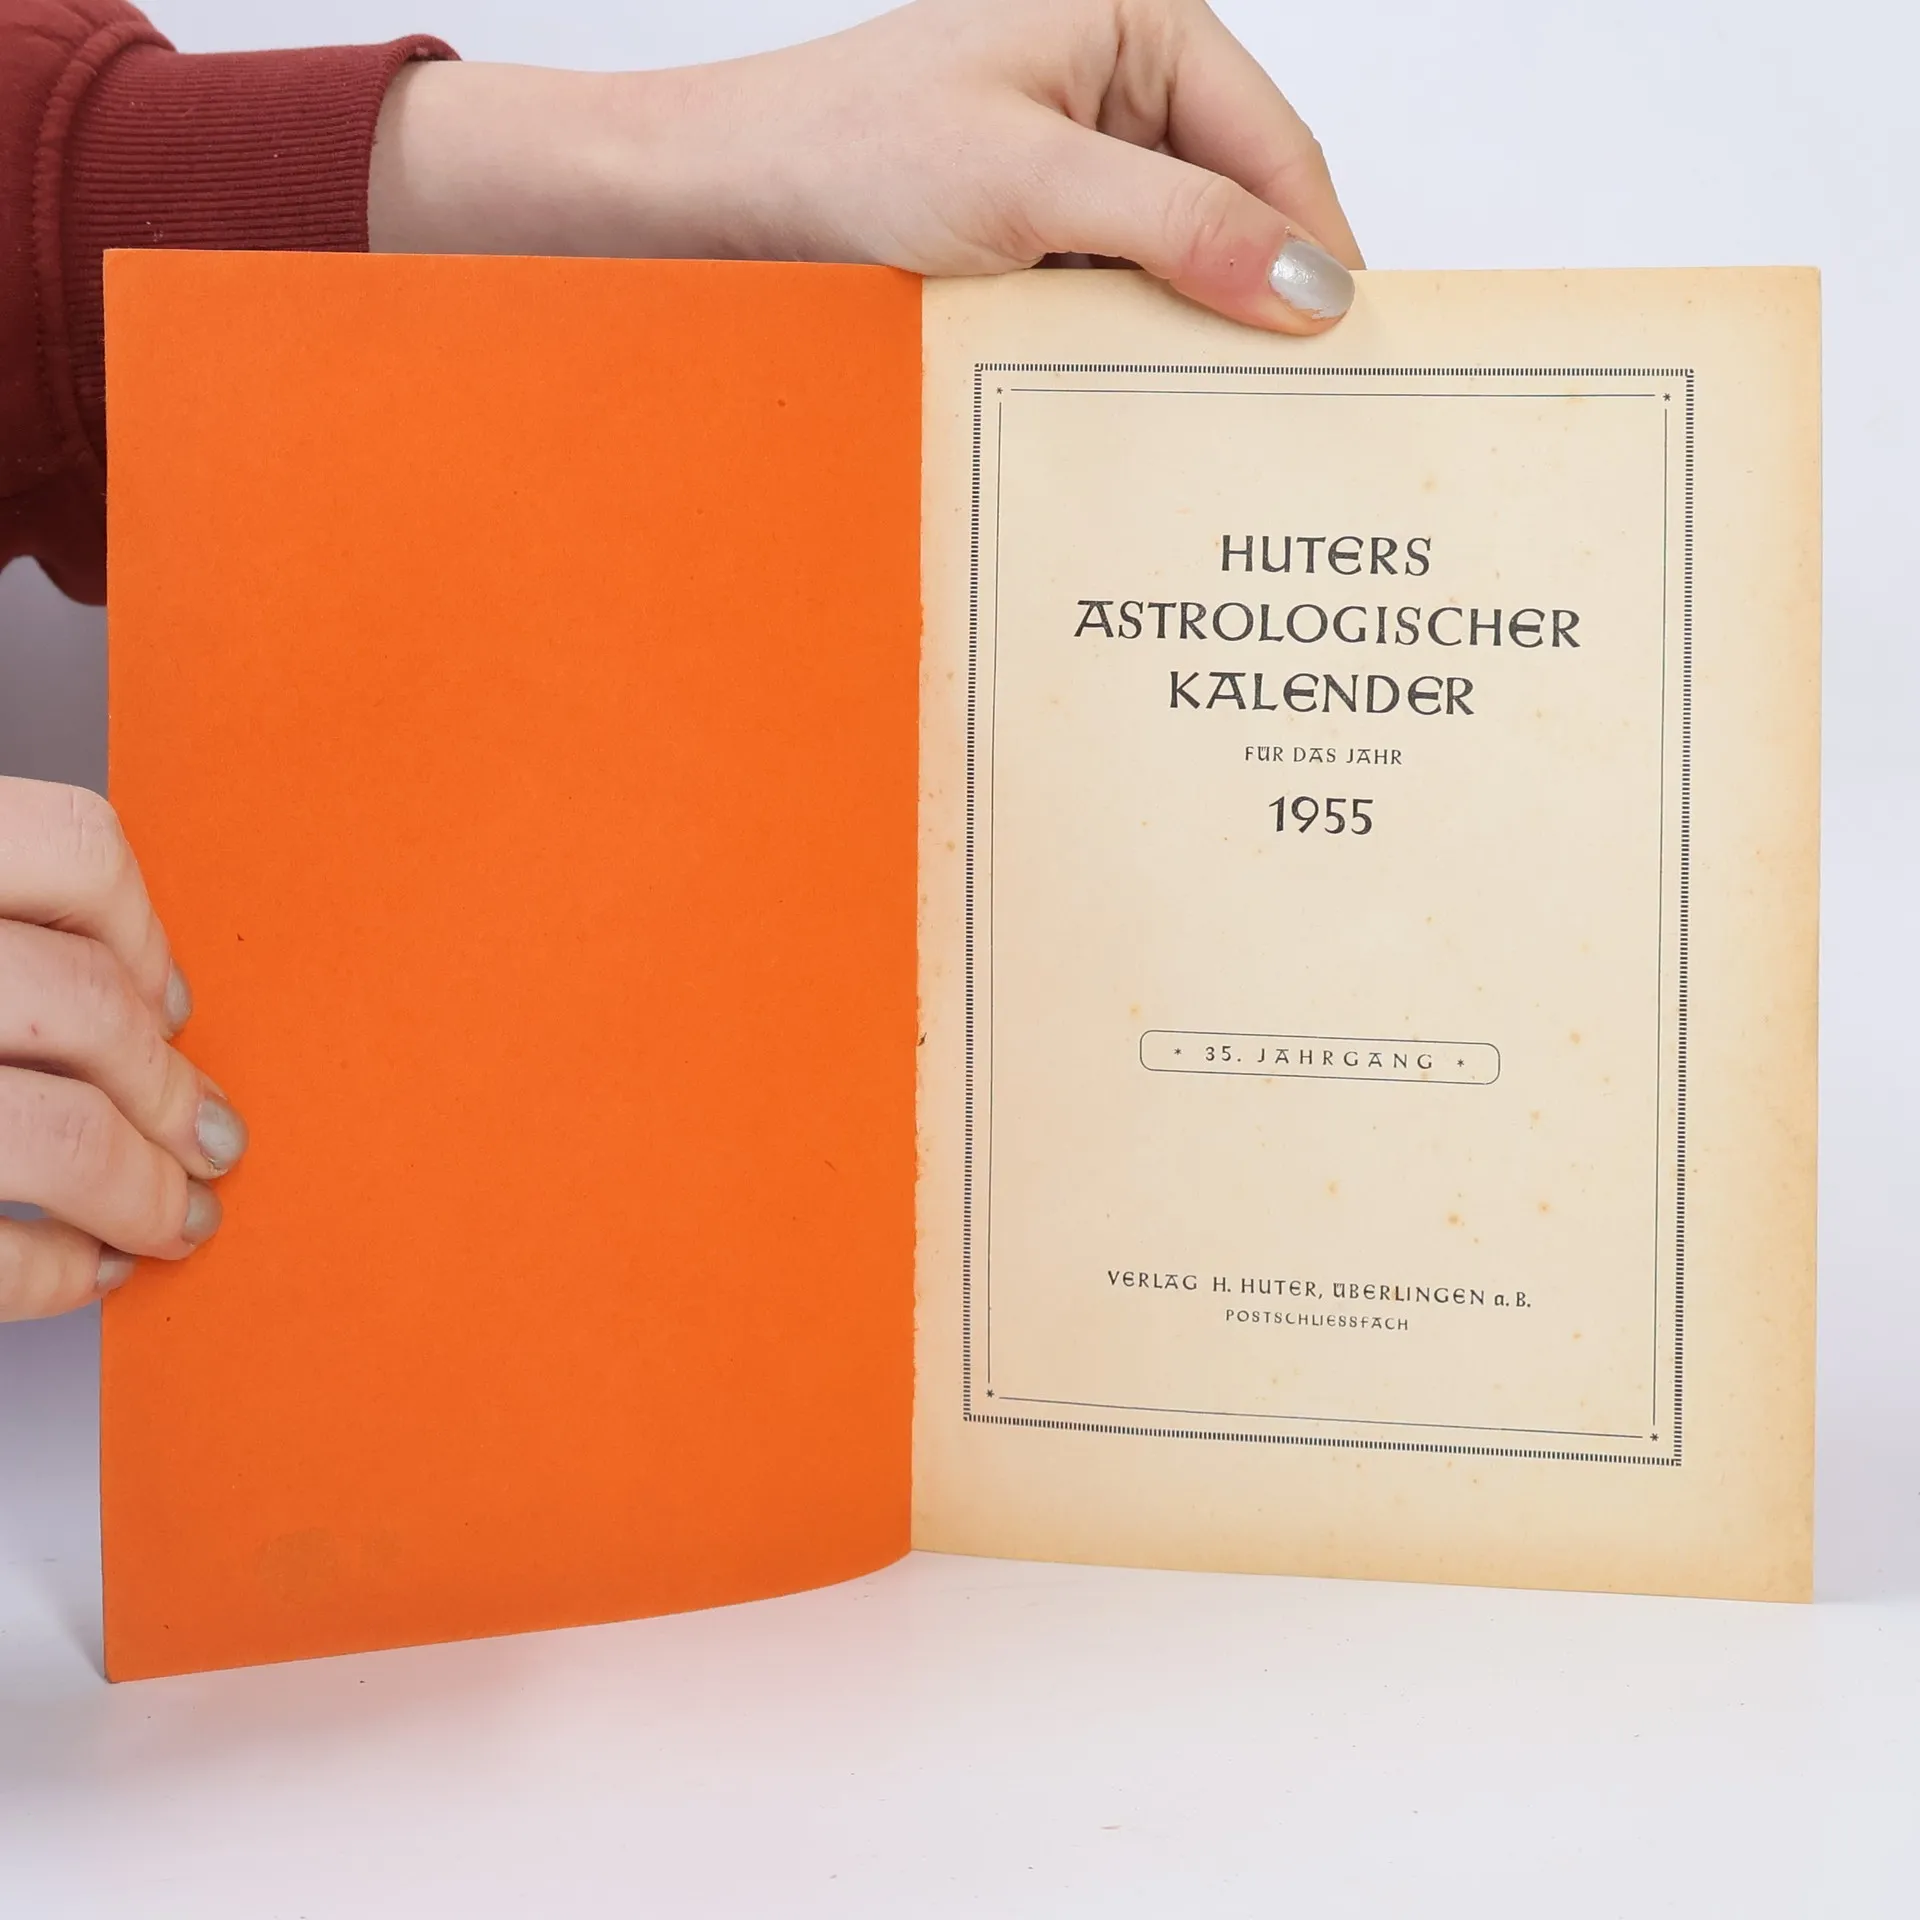 HUTERS
ASTROLOGISCHER
KALENDER
FÜR DAS JAHR
1955
* 35. JAHRGANG *
VERLAG H. HUTER, ÜBERLINGEN a. B.
POSTSCHLIESSFACH